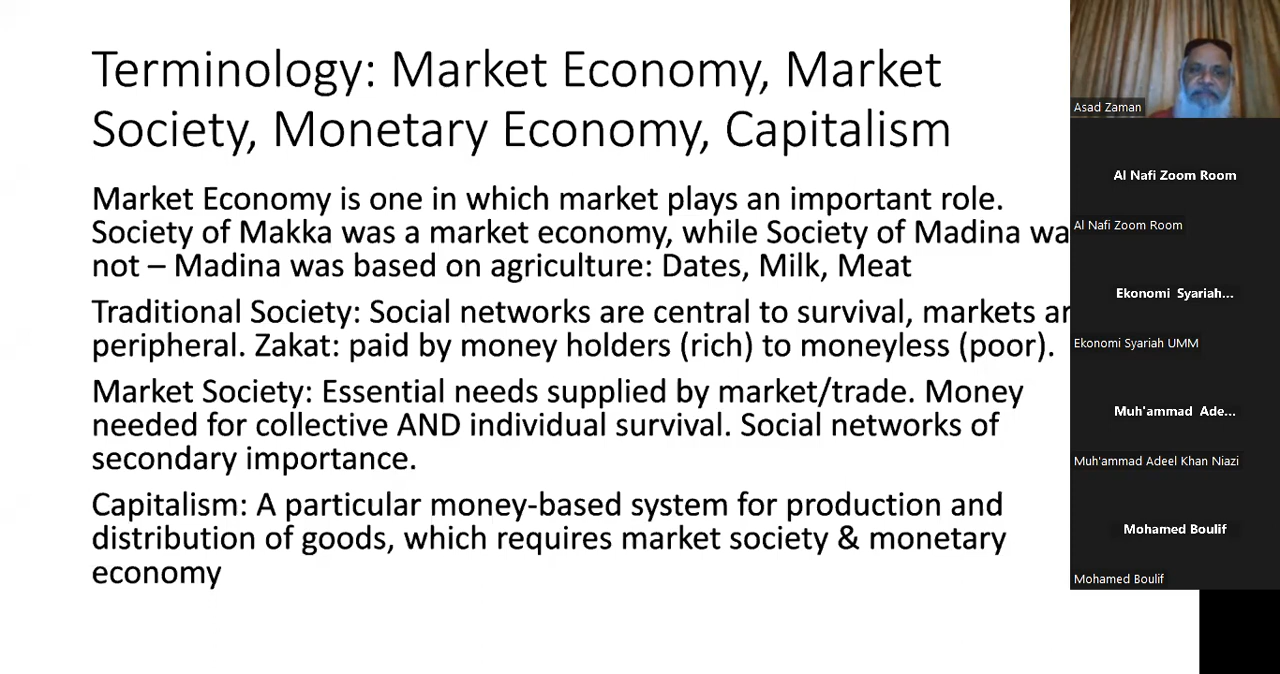 Terminology: Market Economy, Market
Society, Monetary Economy, Capitalism
Market Economy is one in which market plays an important role.
Society of Makka was a market economy, while Society of Madina wa
not – Madina was based on agriculture: Dates, Milk, Meat
Traditional Society: Social networks are central to survival, markets ar
peripheral. Zakat: paid by money holders (rich) to moneyless (poor).
Market Society: Essential needs supplied by market/trade. Money
needed for collective AND individual survival. Social networks of
secondary importance.
Capitalism: A particular money-based system for production and
distribution of goods, which requires market society & monetary
economy
Asad Zaman
Al Nafi Zoom Room
Al Nafi Zoom Room
Ekonomi Syariah...
Ekonomi Syariah UMM
Muh'ammad Ade...
Muh'ammad Adeel Khan Niazi
Mohamed Boulif
Mohamed Boulif